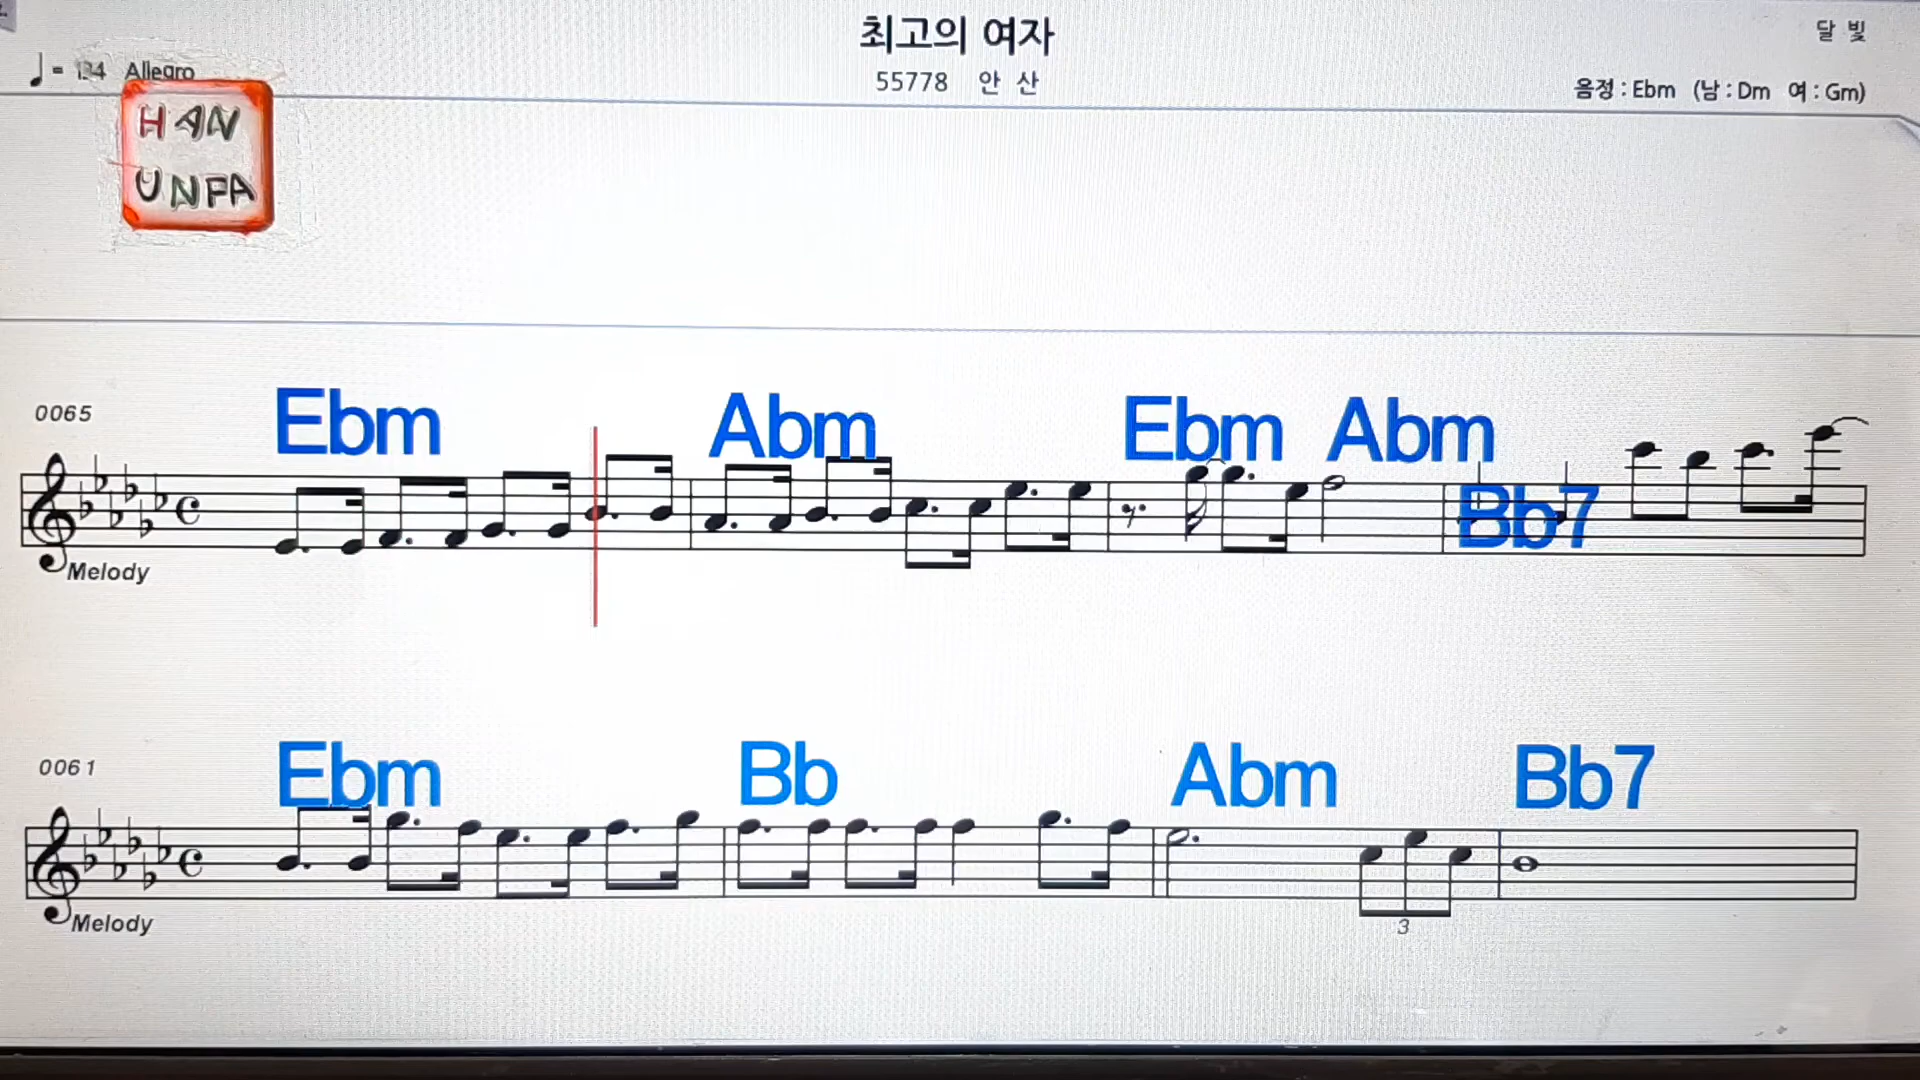 최고의 여자
달 빛
♩ = 134 Allegro
55778 안 산
음정 : Ebm (남 : Dm 여 : Gm)
HAN
UNPA
0065
Ebm Abm Ebm Abm
Bb7
Melody
0061
Ebm Bb Abm Bb7
Melody
3